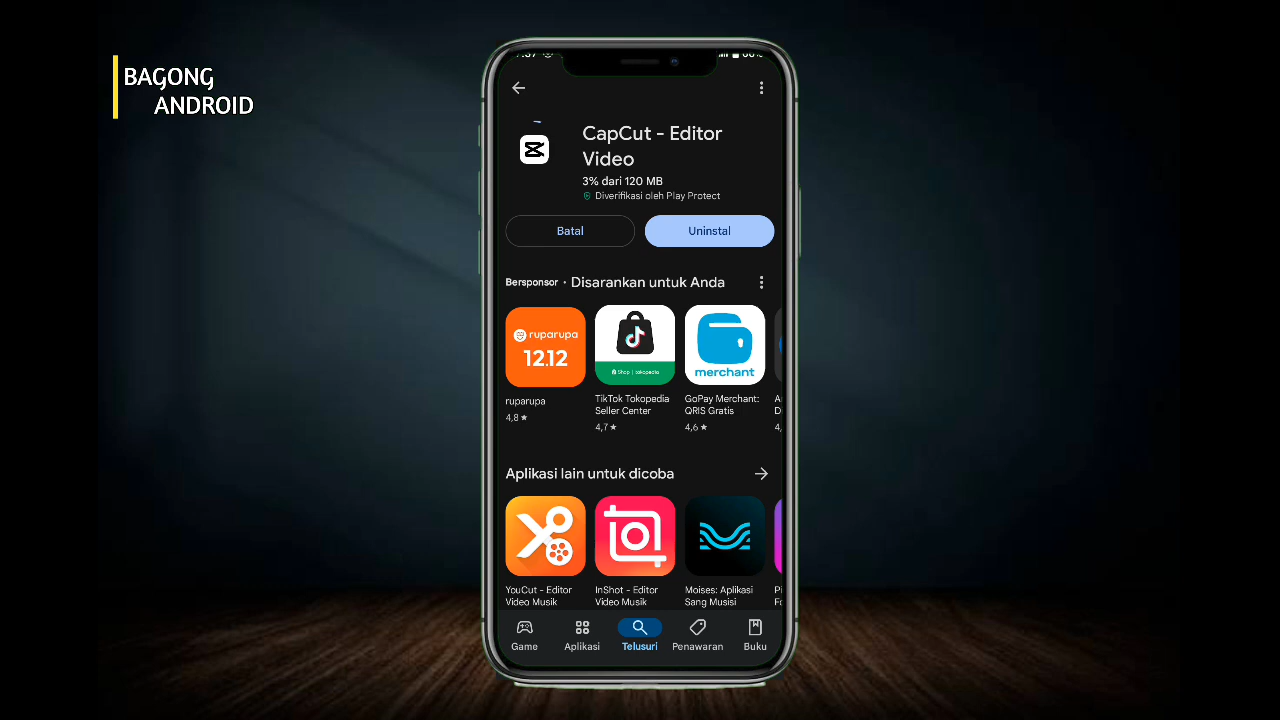 BAGONG
ANDROID
CapCut - Editor
Video
3% dari 120 MB
Diverifikasi oleh Play Protect
Batal
Uninstal
Bersponsor • Disarankan untuk Anda
ruparupa
12.12
Shop | tokopedia
merchant
ruparupa
4,8 ★
TikTok Tokopedia
Seller Center
4,7 ★
GoPay Merchant:
QRIS Gratis
4,6 ★
Aplikasi lain untuk dicoba
YouCut - Editor
Video Musik
InShot - Editor
Video Musik
Moises: Aplikasi
Sang Musisi
Game
Aplikasi
Telusuri
Penawaran
Buku